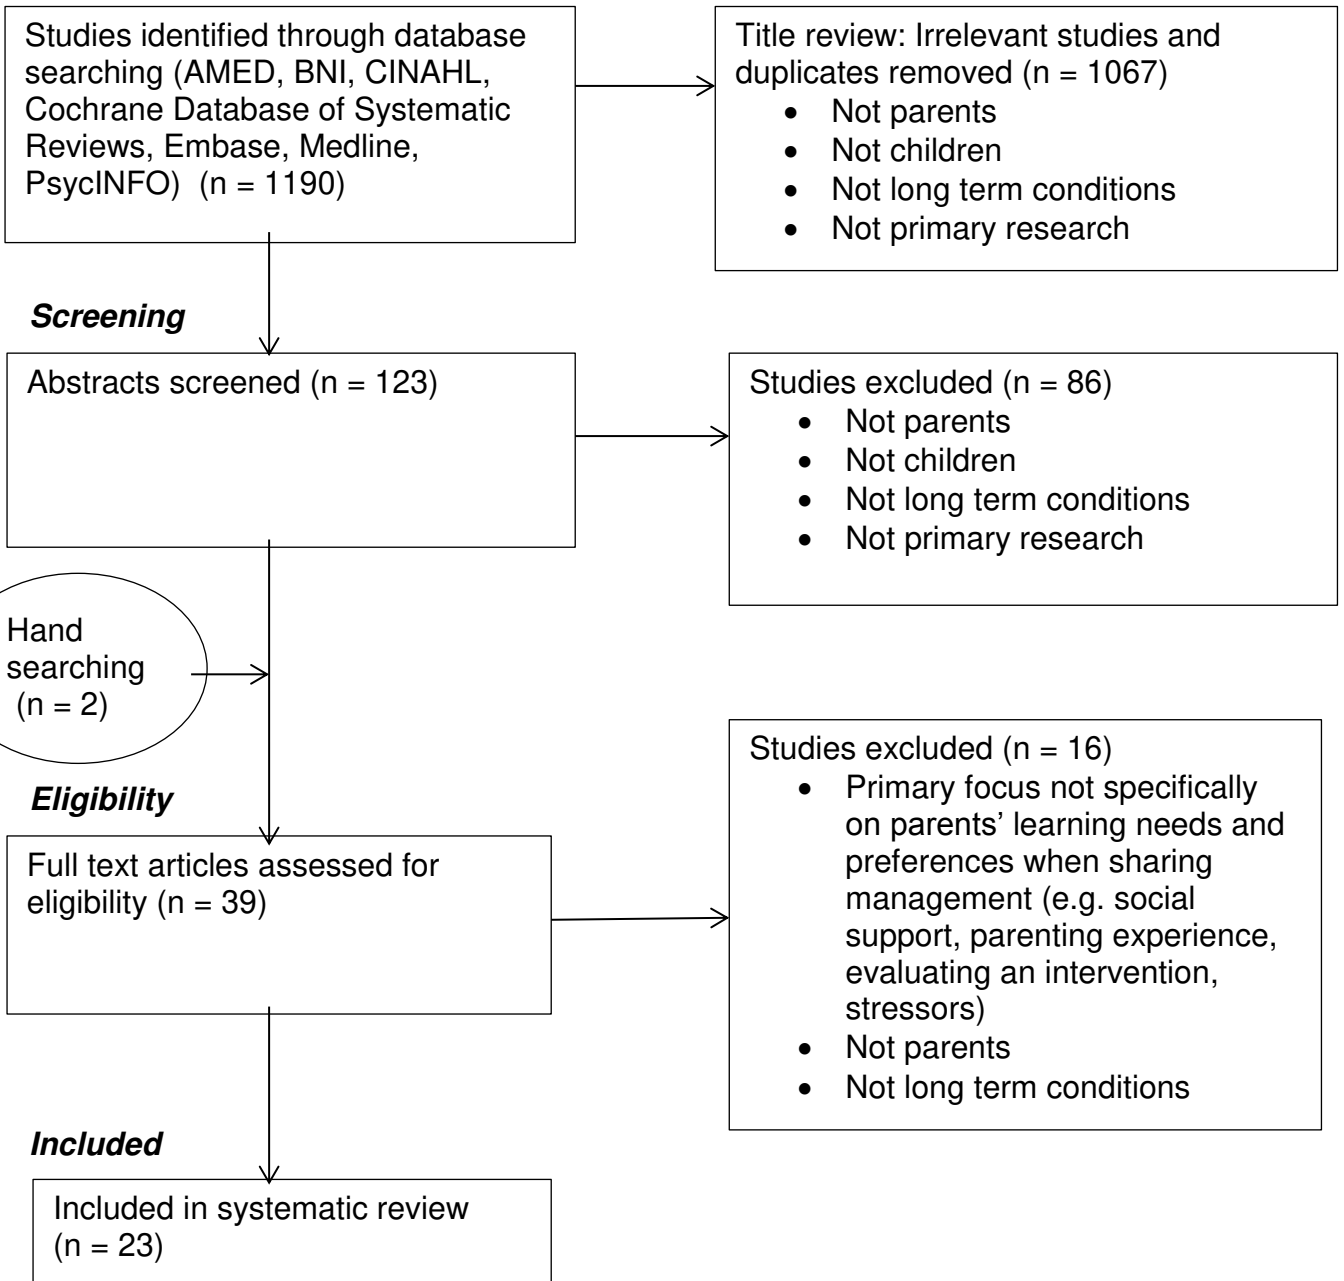 Studies identified through database
searching (AMED, BNI, CINAHL,
Cochrane Database of Systematic
Reviews, Embase, Medline,
PsycINFO) (n = 1190)
Title review: Irrelevant studies and
duplicates removed (n = 1067)
• Not parents
• Not children
• Not long term conditions
• Not primary research
Screening
Abstracts screened (n = 123)
Studies excluded (n = 86)
• Not parents
• Not children
• Not long term conditions
• Not primary research
Hand
searching
(n = 2)
Eligibility
Full text articles assessed for
eligibility (n = 39)
Studies excluded (n = 16)
• Primary focus not specifically
on parents’ learning needs and
preferences when sharing
management (e.g. social
support, parenting experience,
evaluating an intervention,
stressors)
• Not parents
• Not long term conditions
Included
Included in systematic review
(n = 23)